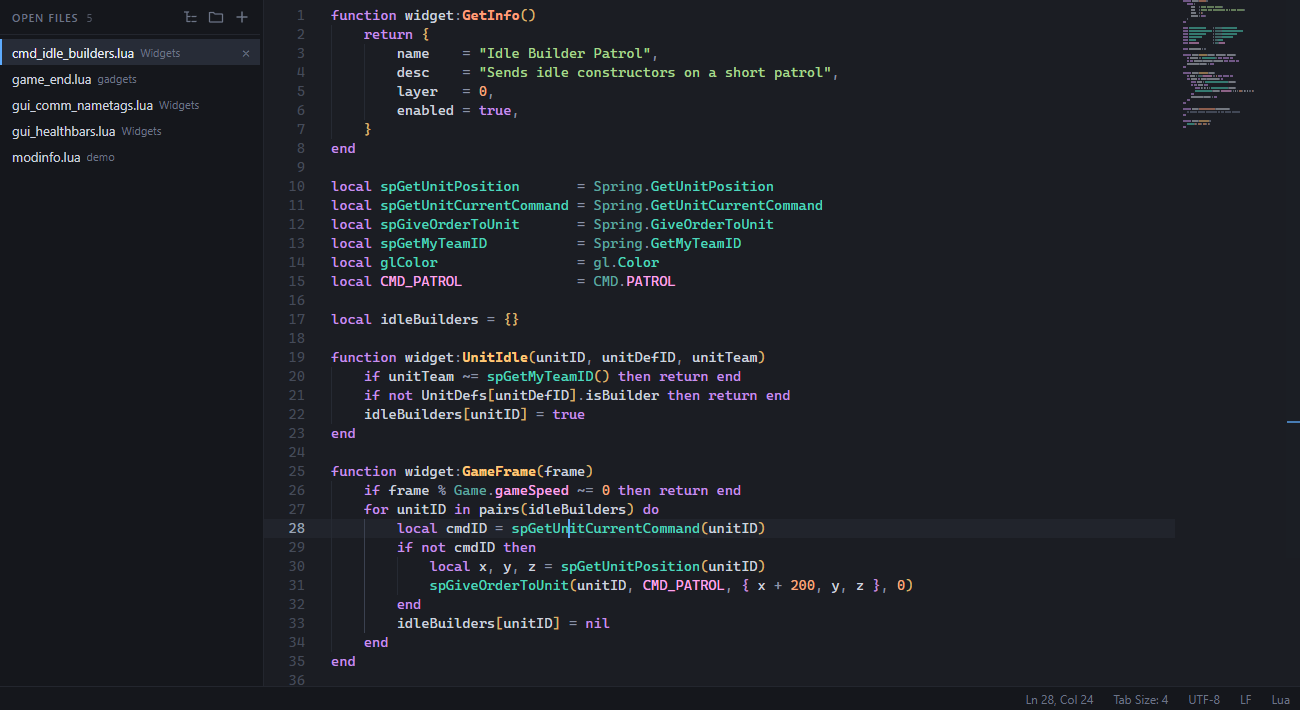 OPEN FILES 5
cmd_idle_builders.lua Widgets ×
game_end.lua gadgets
gui_comm_nametags.lua Widgets
gui_healthbars.lua Widgets
modinfo.lua demo
1 function widget:GetInfo()
2     return {
3         name    = "Idle Builder Patrol",
4         desc    = "Sends idle constructors on a short patrol",
5         layer   = 0,
6         enabled = true,
7     }
8 end
9
10 local spGetUnitPosition       = Spring.GetUnitPosition
11 local spGetUnitCurrentCommand = Spring.GetUnitCurrentCommand
12 local spGiveOrderToUnit       = Spring.GiveOrderToUnit
13 local spGetMyTeamID           = Spring.GetMyTeamID
14 local glColor                 = gl.Color
15 local CMD_PATROL              = CMD.PATROL
16
17 local idleBuilders = {}
18
19 function widget:UnitIdle(unitID, unitDefID, unitTeam)
20     if unitTeam ~= spGetMyTeamID() then return end
21     if not UnitDefs[unitDefID].isBuilder then return end
22     idleBuilders[unitID] = true
23 end
24
25 function widget:GameFrame(frame)
26     if frame % Game.gameSpeed ~= 0 then return end
27     for unitID in pairs(idleBuilders) do
28         local cmdID = spGetUnitCurrentCommand(unitID)
29         if not cmdID then
30             local x, y, z = spGetUnitPosition(unitID)
31             spGiveOrderToUnit(unitID, CMD_PATROL, { x + 200, y, z }, 0)
32         end
33         idleBuilders[unitID] = nil
34     end
35 end
36
Ln 28, Col 24 Tab Size: 4 UTF-8 LF Lua